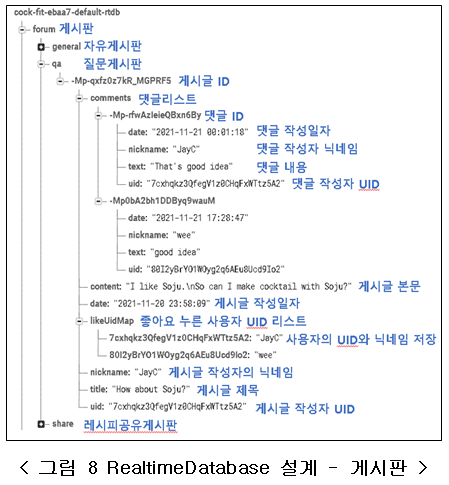 cock-fit-ebaa7-default-rtdb
forum 게시판
general 자유게시판
qa 질문게시판
-Mp-qxfz0z7kR_MGPRF5 게시글 ID
comments 댓글리스트
-Mp-rfwAzleieQBxn6By 댓글 ID
date: "2021-11-21 00:01:18" 댓글 작성일자
nickname: "JayC" 댓글 작성자 닉네임
text: "That's good idea" 댓글 내용
uid: "7cxhqkz3QfegV1z0CHqFxWTtz5A2" 댓글 작성자 UID
-Mp0bA2bh1DDByq9wauM
date: "2021-11-21 17:28:47"
nickname: "wee"
text: "good idea"
uid: "80I2yBrYO1WOyg2q6AEu8Ucd9Io2"
content: "I like Soju.\nSo can I make cocktail with Soju?" 게시글 본문
date: "2021-11-20 23:58:09" 게시글 작성일자
likeUidMap 좋아요 누른 사용자 UID 리스트
7cxhqkz3QfegV1z0CHqFxWTtz5A2: "JayC" 사용자의 UID와 닉네임 저장
80I2yBrYO1WOyg2q6AEu8Ucd9Io2: "wee"
nickname: "JayC" 게시글 작성자의 닉네임
title: "How about Soju?" 게시글 제목
uid: "7cxhqkz3QfegV1z0CHqFxWTtz5A2" 게시글 작성자 UID
share 레시피공유게시판
< 그림 8 RealtimeDatabase 설계 - 게시판 >